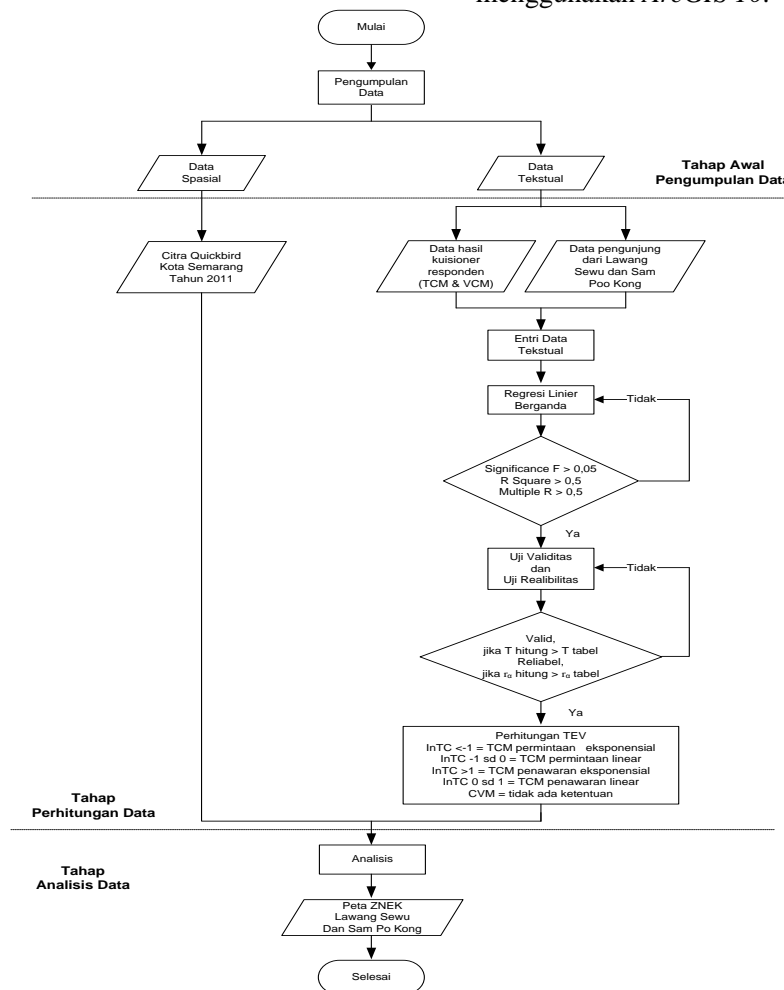 menggunakan ArcGIS 10.
Mulai
Pengumpulan
Data
Data
Spasial
Data
Tekstual
Tahap Awal
Pengumpulan Data
Citra Quickbird
Kota Semarang
Tahun 2011
Data hasil
kuisioner
responden
(TCM & VCM)
Data pengunjung
dari Lawang
Sewu dan Sam
Poo Kong
Entri Data
Tekstual
Regresi Linier
Berganda
Tidak
Significance F > 0,05
R Square > 0,5
Multiple R > 0,5
Ya
Uji Validitas
dan
Uji Realibilitas
Tidak
Valid,
jika T hitung > T tabel
Reliabel,
jika rα hitung > rα tabel
Ya
Perhitungan TEV
InTC <-1 = TCM permintaan eksponensial
InTC -1 sd 0 = TCM permintaan linear
InTC >1 = TCM penawaran eksponensial
InTC 0 sd 1 = TCM penawaran linear
CVM = tidak ada ketentuan
Tahap
Perhitungan Data
Tahap
Analisis Data
Analisis
Peta ZNEK
Lawang Sewu
Dan Sam Po Kong
Selesai